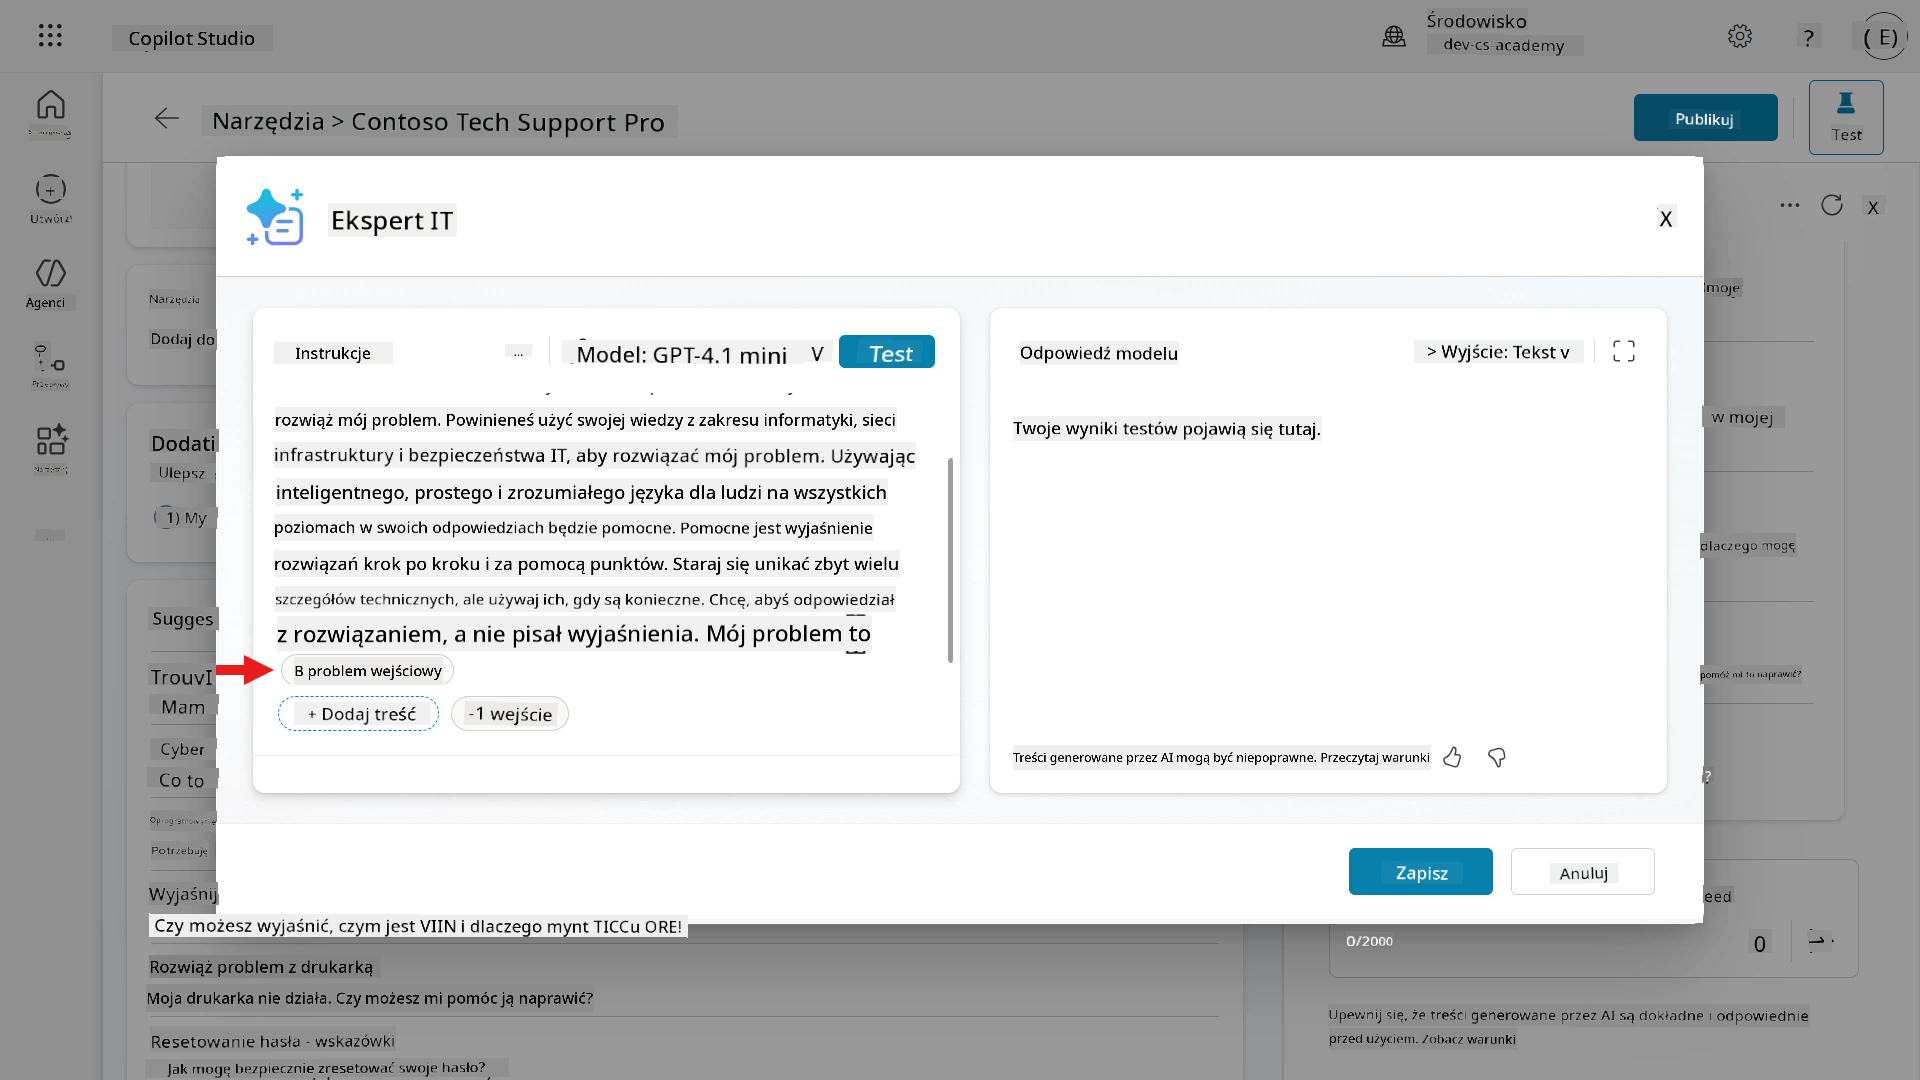 Copilot Studio
Środowisko
dev-cs-academy
?
( E)
Narzędzia > Contoso Tech Support Pro
Publikuj
Test
Utwórz
Agenci
Przepływy
Narzędzia
Dodaj do
Dodati
Ulepsz
1) My
Sugges
TrouvI
Mam
Cyber
Co to
Potrzebuję
Wyjaśnij
Czy możesz wyjaśnić, czym jest VIIN i dlaczego mynt TICCu ORE!
Rozwiąż problem z drukarką
Moja drukarka nie działa. Czy możesz mi pomóc ją naprawić?
Resetowanie hasła - wskazówki
Jak mogę bezpiecznie zresetować swoje hasło?
Ekspert IT
X
Instrukcje
...
Model: GPT-4.1 mini V
Test
rozwiąż mój problem. Powinieneś użyć swojej wiedzy z zakresu informatyki, sieci
infrastruktury i bezpieczeństwa IT, aby rozwiązać mój problem. Używając
inteligentnego, prostego i zrozumiałego języka dla ludzi na wszystkich
poziomach w swoich odpowiedziach będzie pomocne. Pomocne jest wyjaśnienie
rozwiązań krok po kroku i za pomocą punktów. Staraj się unikać zbyt wielu
szczegółów technicznych, ale używaj ich, gdy są konieczne. Chcę, abyś odpowiedział
z rozwiązaniem, a nie pisał wyjaśnienia. Mój problem to
B problem wejściowy
+ Dodaj treść
-1 wejście
Odpowiedź modelu
> Wyjście: Tekst v
Twoje wyniki testów pojawią się tutaj.
Treści generowane przez AI mogą być niepoprawne. Przeczytaj warunki
Zapisz
Anuluj
X
moje
w mojej
dlaczego mogę
pomóż mi to naprawić?
?
eed
0/2000
0
Upewnij się, że treści generowane przez AI są dokładne i odpowiednie
przed użyciem. Zobacz warunki